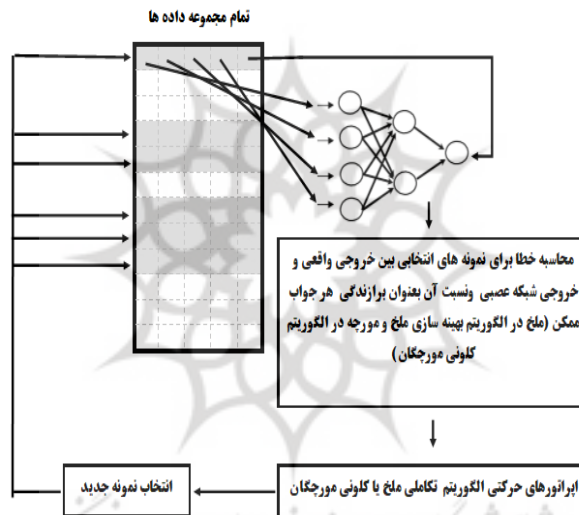 تمام مجموعه داده ها
محاسبه خطا برای نمونه های انتخابی بین خروجی واقعی و
خروجی شبکه عصبی ونسبت آن بعنوان برازندگی هر جواب
ممکن (ملخ در الگوریتم بهینه سازی ملخ و مورچه در الگوریتم
کلونی مورچگان)
اپراتورهای حرکتی الگوریتم تکاملی ملخ یا کلونی مورچگان
انتخاب نمونه جدید